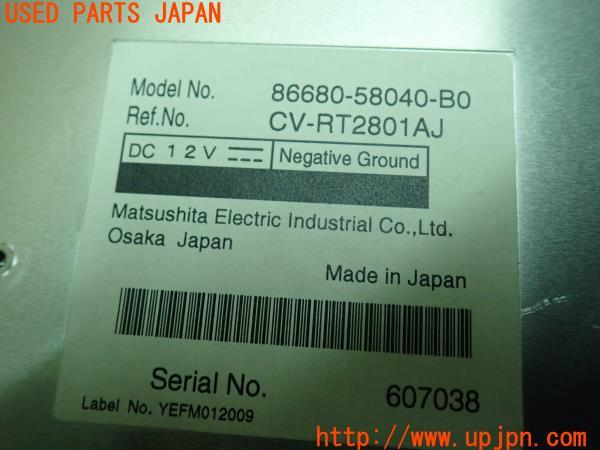 USED PARTS JAPAN
Model No. 86680-58040-B0
Ref.No. CV-RT2801AJ
DC 12V Negative Ground
Matsushita Electric Industrial Co.,Ltd.
Osaka Japan
Made in Japan
Serial No. 607038
Label No. YEFM012009
UPJ http://www.upjpn.com